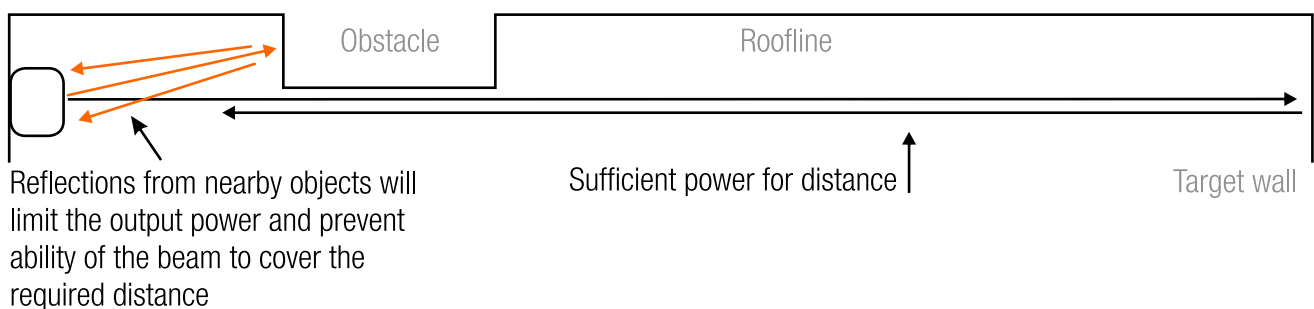 Obstacle
Roofline
Reflections from nearby objects will
limit the output power and prevent
ability of the beam to cover the
required distance
Sufficient power for distance
Target wall